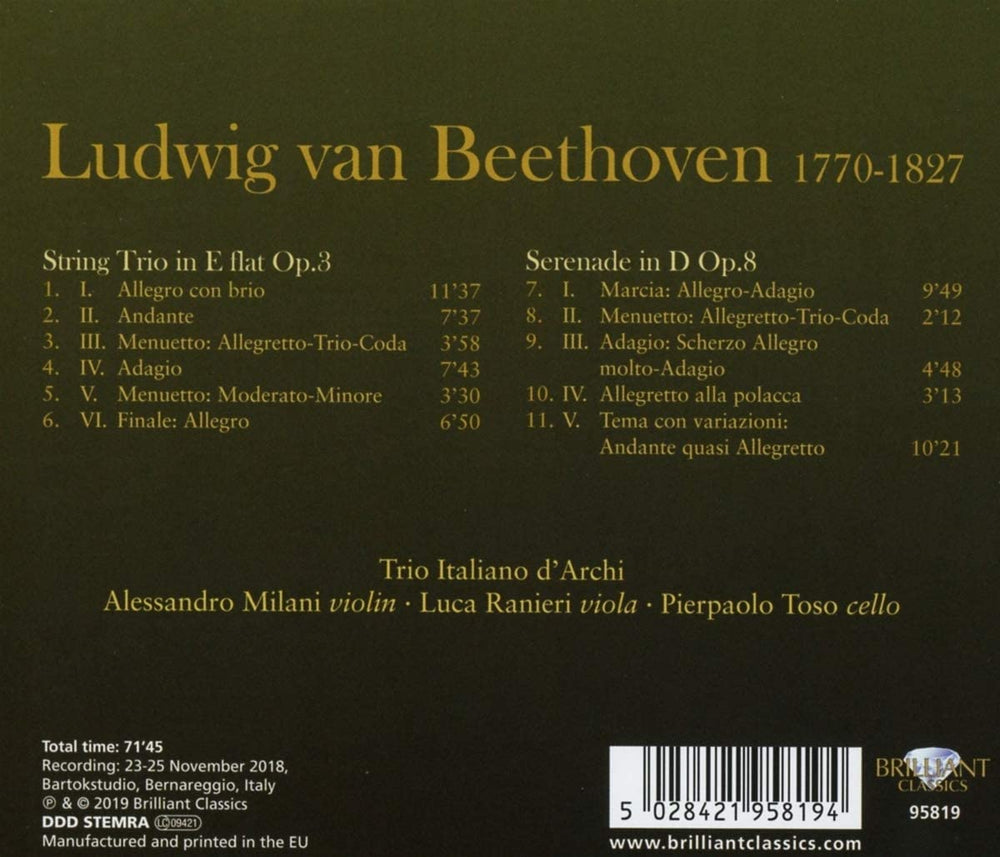 Ludwig van Beethoven 1770-1827
String Trio in E flat Op.3
1. I. Allegro con brio 11'37
2. II. Andante 7'37
3. III. Menuetto: Allegretto-Trio-Coda 3'58
4. IV. Adagio 7'43
5. V. Menuetto: Moderato-Minore 3'30
6. VI. Finale: Allegro 6'50
Serenade in D Op.8
7. I. Marcia: Allegro-Adagio 9'49
8. II. Menuetto: Allegretto-Trio-Coda 2'12
9. III. Adagio: Scherzo Allegro
molto-Adagio 4'48
10. IV. Allegretto alla polacca 3'13
11. V. Tema con variazioni:
Andante quasi Allegretto 10'21
Trio Italiano d'Archi
Alessandro Milani violin · Luca Ranieri viola · Pierpaolo Toso cello
Total time: 71'45
Recording: 23-25 November 2018,
Bartokstudio, Bernareggio, Italy
℗ & © 2019 Brilliant Classics
DDD STEMRA LC 09421
Manufactured and printed in the EU
5 028421 958194
www.brilliantclassics.com
BRILLIANT
CLASSICS
95819